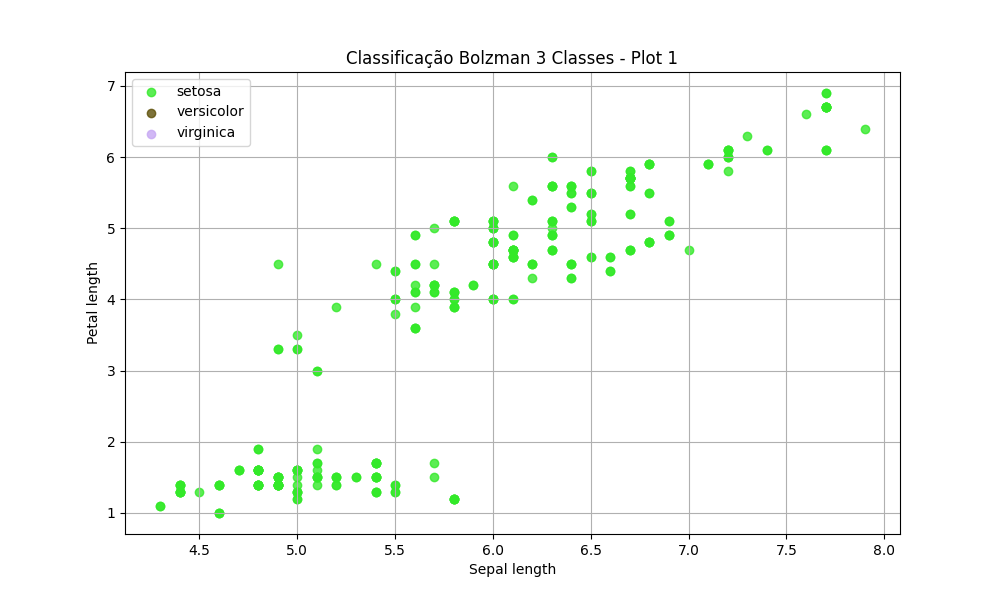 Classificação Bolzman 3 Classes - Plot 1
setosa
versicolor
virginica
Petal length
7
6
5
4
3
2
1
4.5 5.0 5.5 6.0 6.5 7.0 7.5 8.0
Sepal length